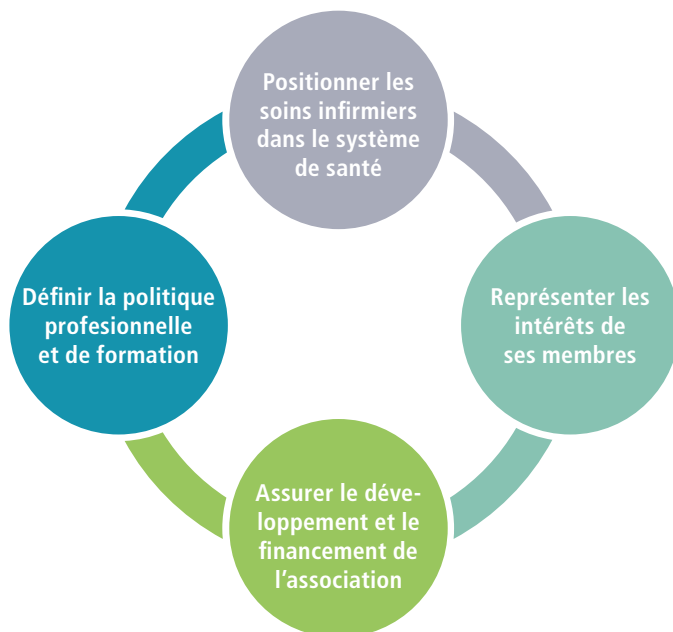 Positionner les
soins infirmiers
dans le système
de santé
Définir la politique
profesionnelle
et de formation
Représenter les
intérêts de
ses membres
Assurer le déve-
loppement et le
financement de
l’association